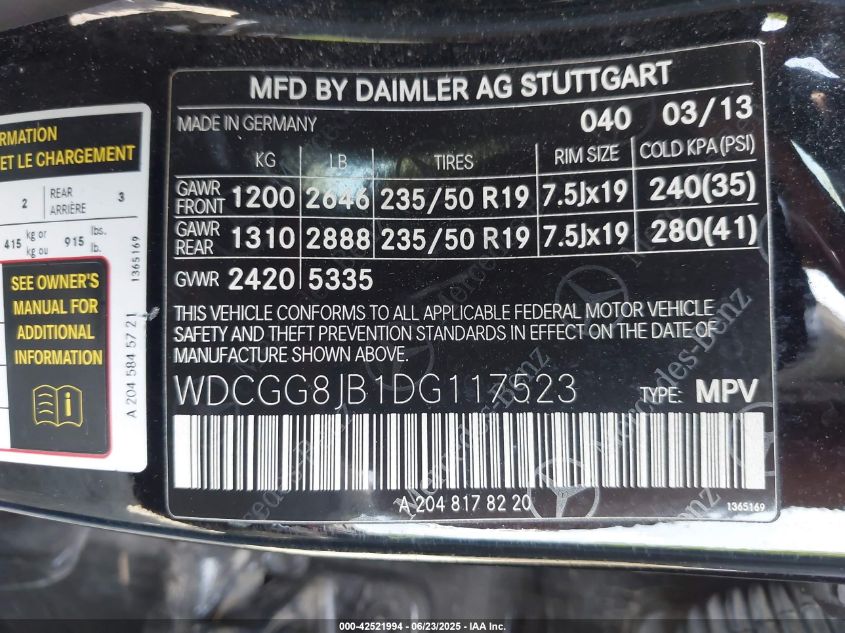 RMATION
ET LE CHARGEMENT
2 REAR ARRIÈRE 3
415 kg or kg ou 915 lbs. lb.
1365169
SEE OWNER'S
MANUAL FOR
ADDITIONAL
INFORMATION
A 204 584 57 21
MFD BY DAIMLER AG STUTTGART
MADE IN GERMANY 040 03/13
KG LB TIRES RIM SIZE COLD KPA(PSI)
GAWR FRONT 1200 2646 235/50 R19 7.5Jx19 240(35)
GAWR REAR 1310 2888 235/50 R19 7.5Jx19 280(41)
GVWR 2420 5335
THIS VEHICLE CONFORMS TO ALL APPLICABLE FEDERAL MOTOR VEHICLE
SAFETY AND THEFT PREVENTION STANDARDS IN EFFECT ON THE DATE OF
MANUFACTURE SHOWN ABOVE.
WDCGG8JB1DG117523 TYPE: MPV
A 204 817 82 20
1365169
Mercedes-Benz
000-42521994 - 06/23/2025 - IAA Inc.